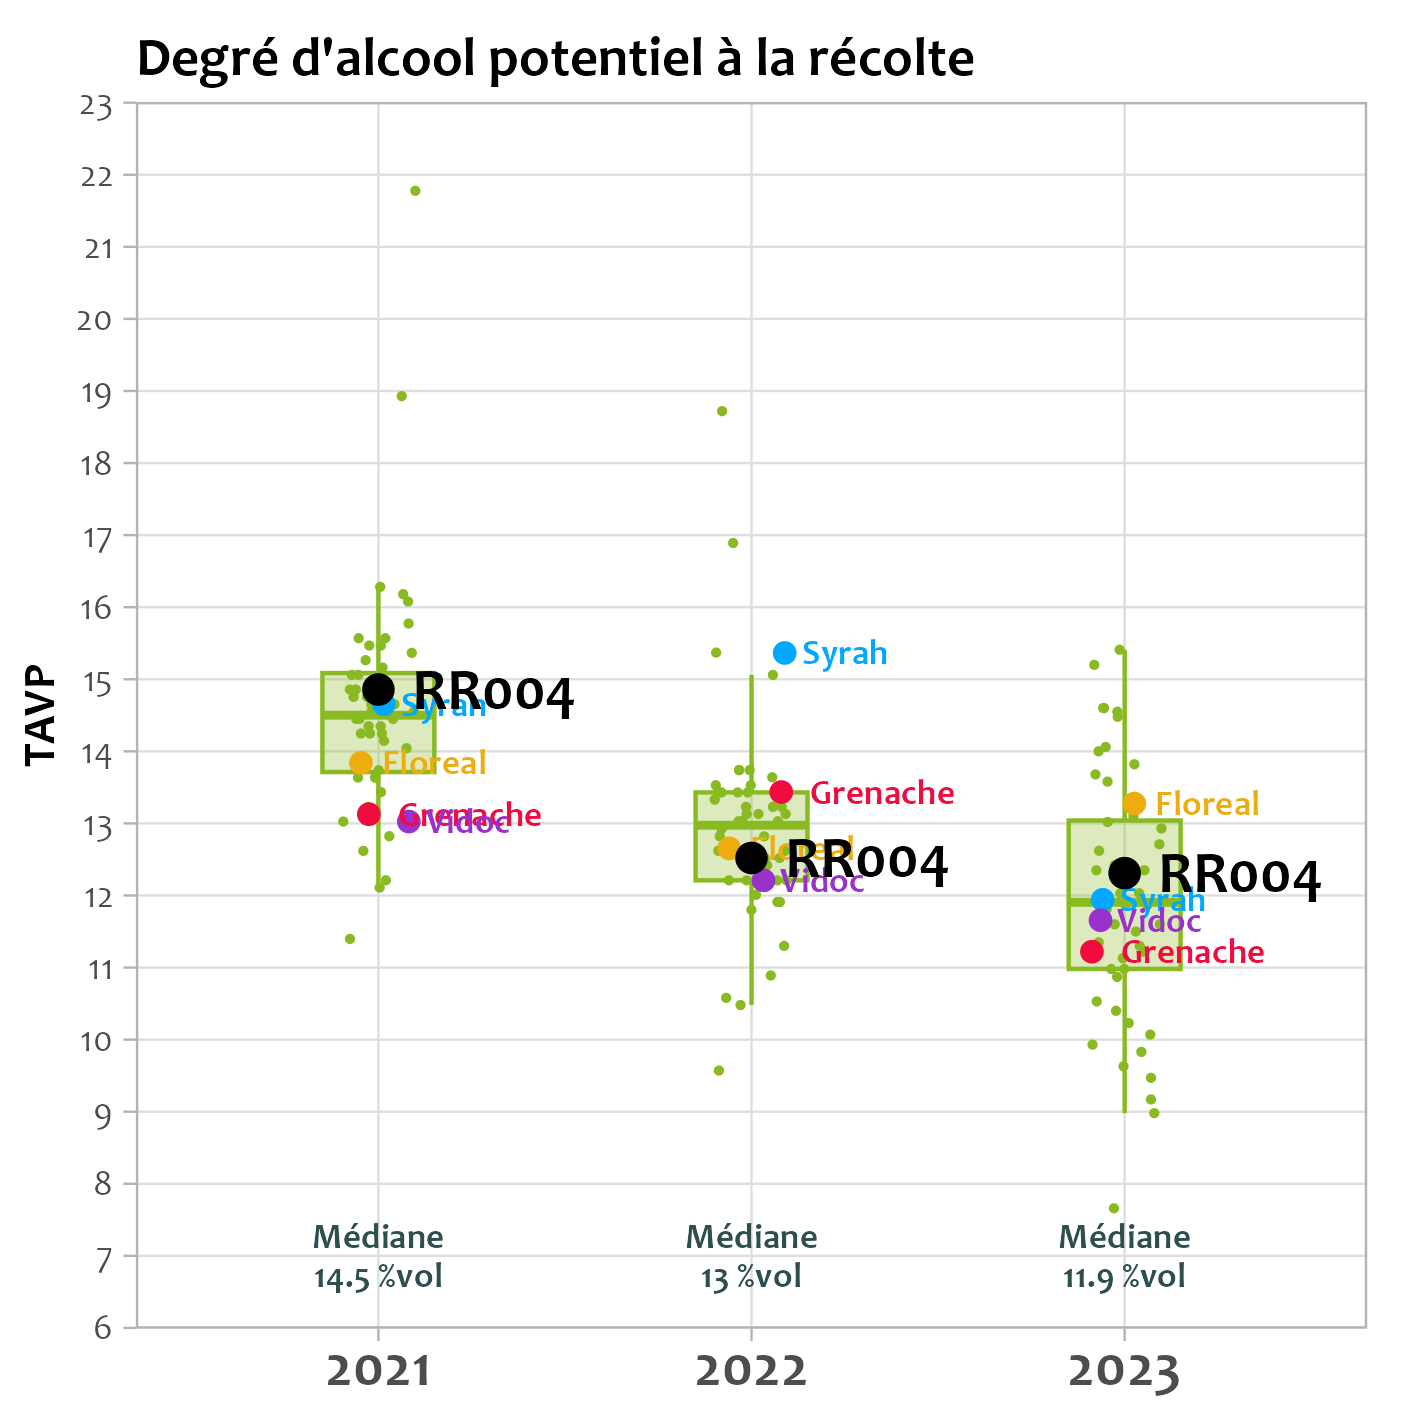 Degré d'alcool potentiel à la récolte
TAVP
23
22
21
20
19
18
17
16
15
14
13
12
11
10
9
8
7
6
RR004
Syrah
Floreal
Grenache
Vidoc
Syrah
Grenache
Floreal
RR004
Vidoc
Floreal
RR004
Syrah
Vidoc
Grenache
Médiane
14.5 %vol
Médiane
13 %vol
Médiane
11.9 %vol
2021
2022
2023